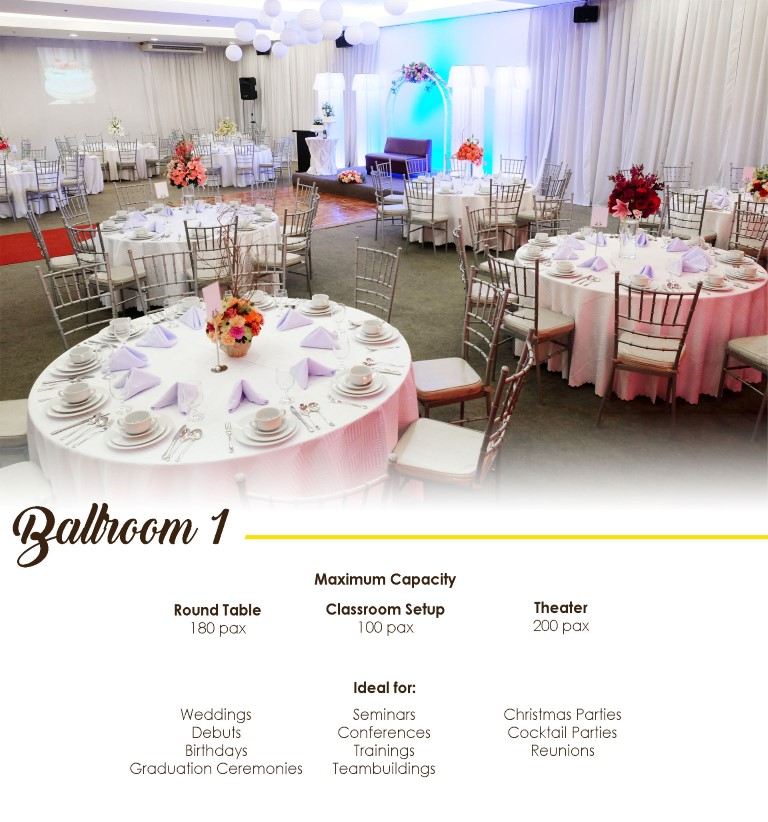 Ballroom 1
Maximum Capacity
Round Table
180 pax
Classroom Setup
100 pax
Theater
200 pax
Ideal for:
Weddings
Debuts
Birthdays
Graduation Ceremonies
Seminars
Conferences
Trainings
Teambuildings
Christmas Parties
Cocktail Parties
Reunions